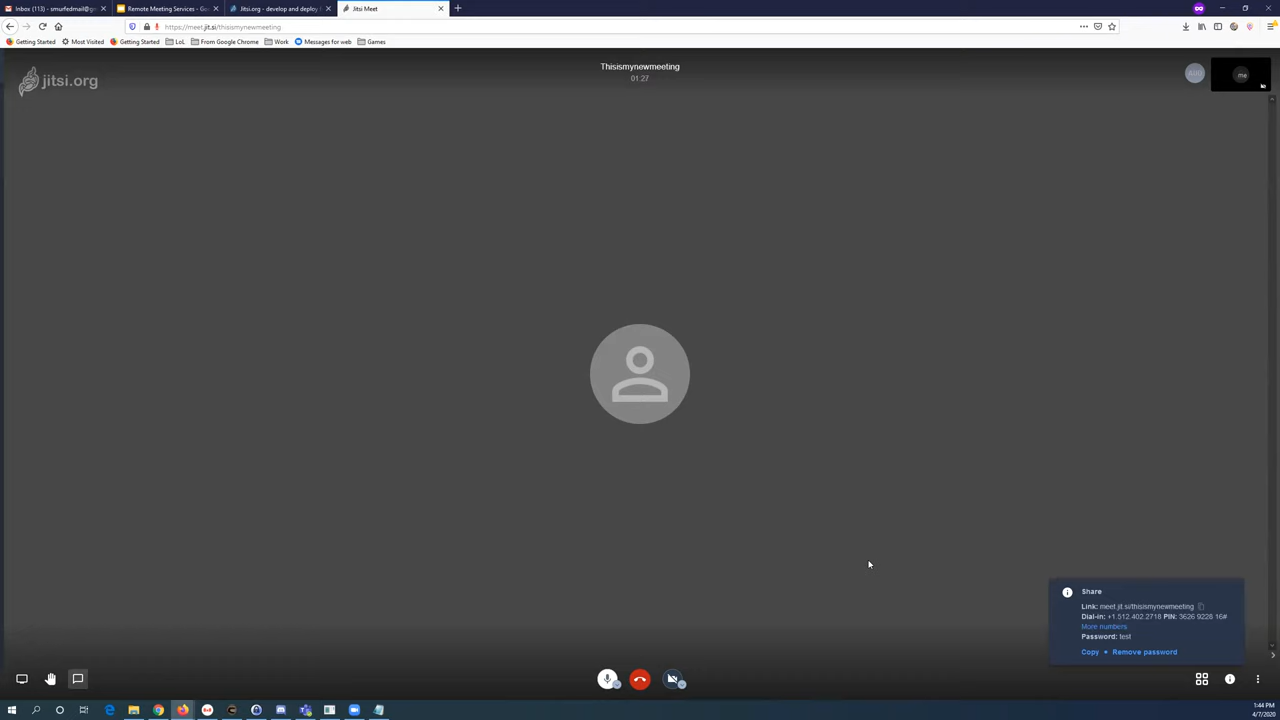 Inbox (113) - smurfedmail@g
Remote Meeting Services - Go
Jitsi.org - develop and deploy
Jitsi Meet
https://meet.jit.si/thisismynewmeeting
Getting Started
Most Visited
Getting Started
LoL
From Google Chrome
Work
Messages for web
Games
jitsi.org
Thisismynewmeeting
01:27
me
Share
Link: meet.jit.si/thisismynewmeeting
Dial-in: +1.512.402.2718 PIN: 3626 9228 16#
More numbers
Password: test
Copy • Remove password
1:44 PM
4/7/2020